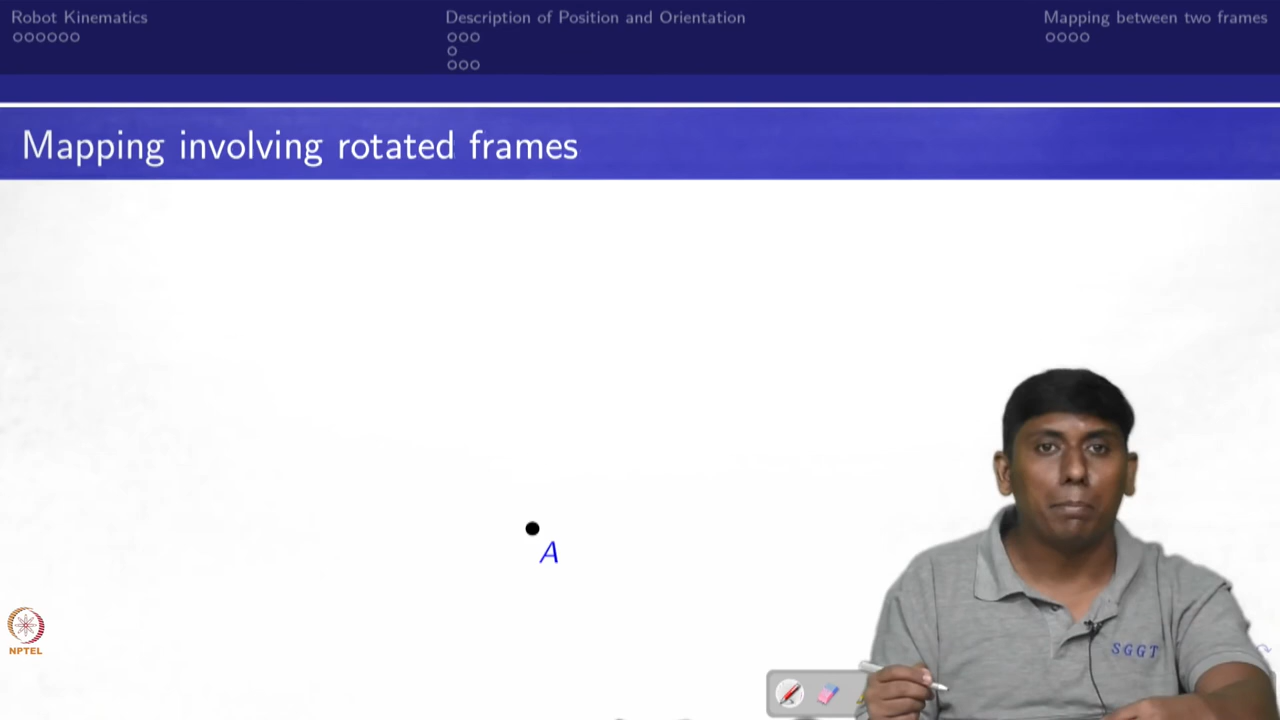 Robot Kinematics
Description of Position and Orientation
Mapping between two frames
Mapping involving rotated frames
A
NPTEL
SGGT